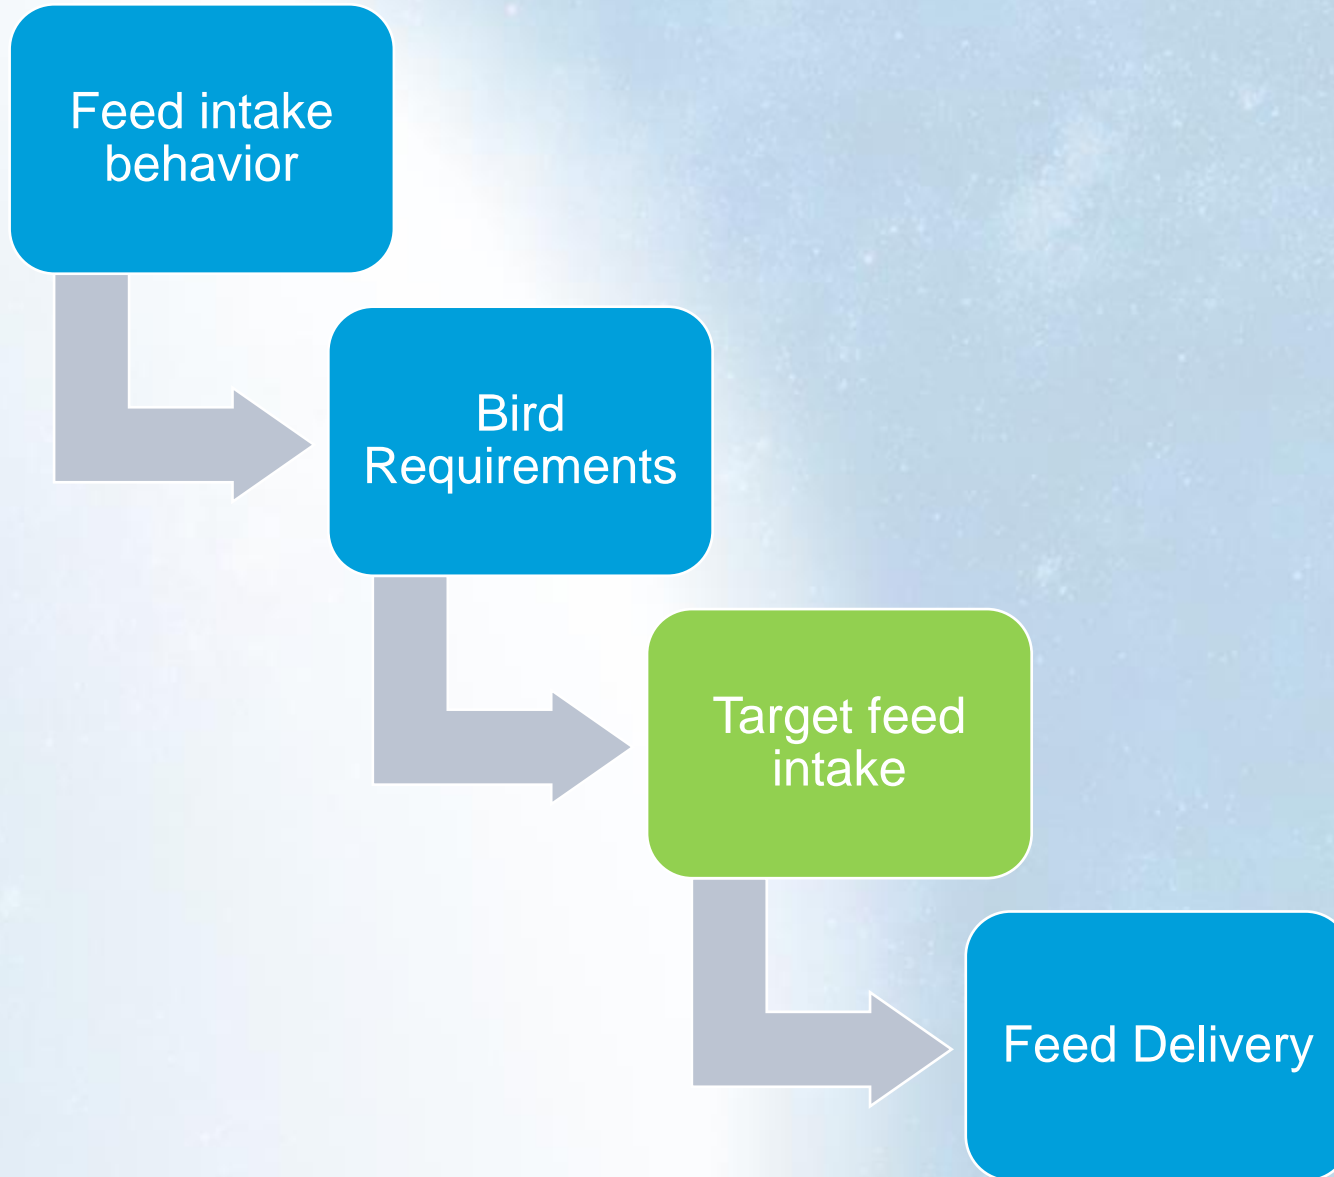 Feed intake
behavior
Bird
Requirements
Target feed
intake
Feed Delivery